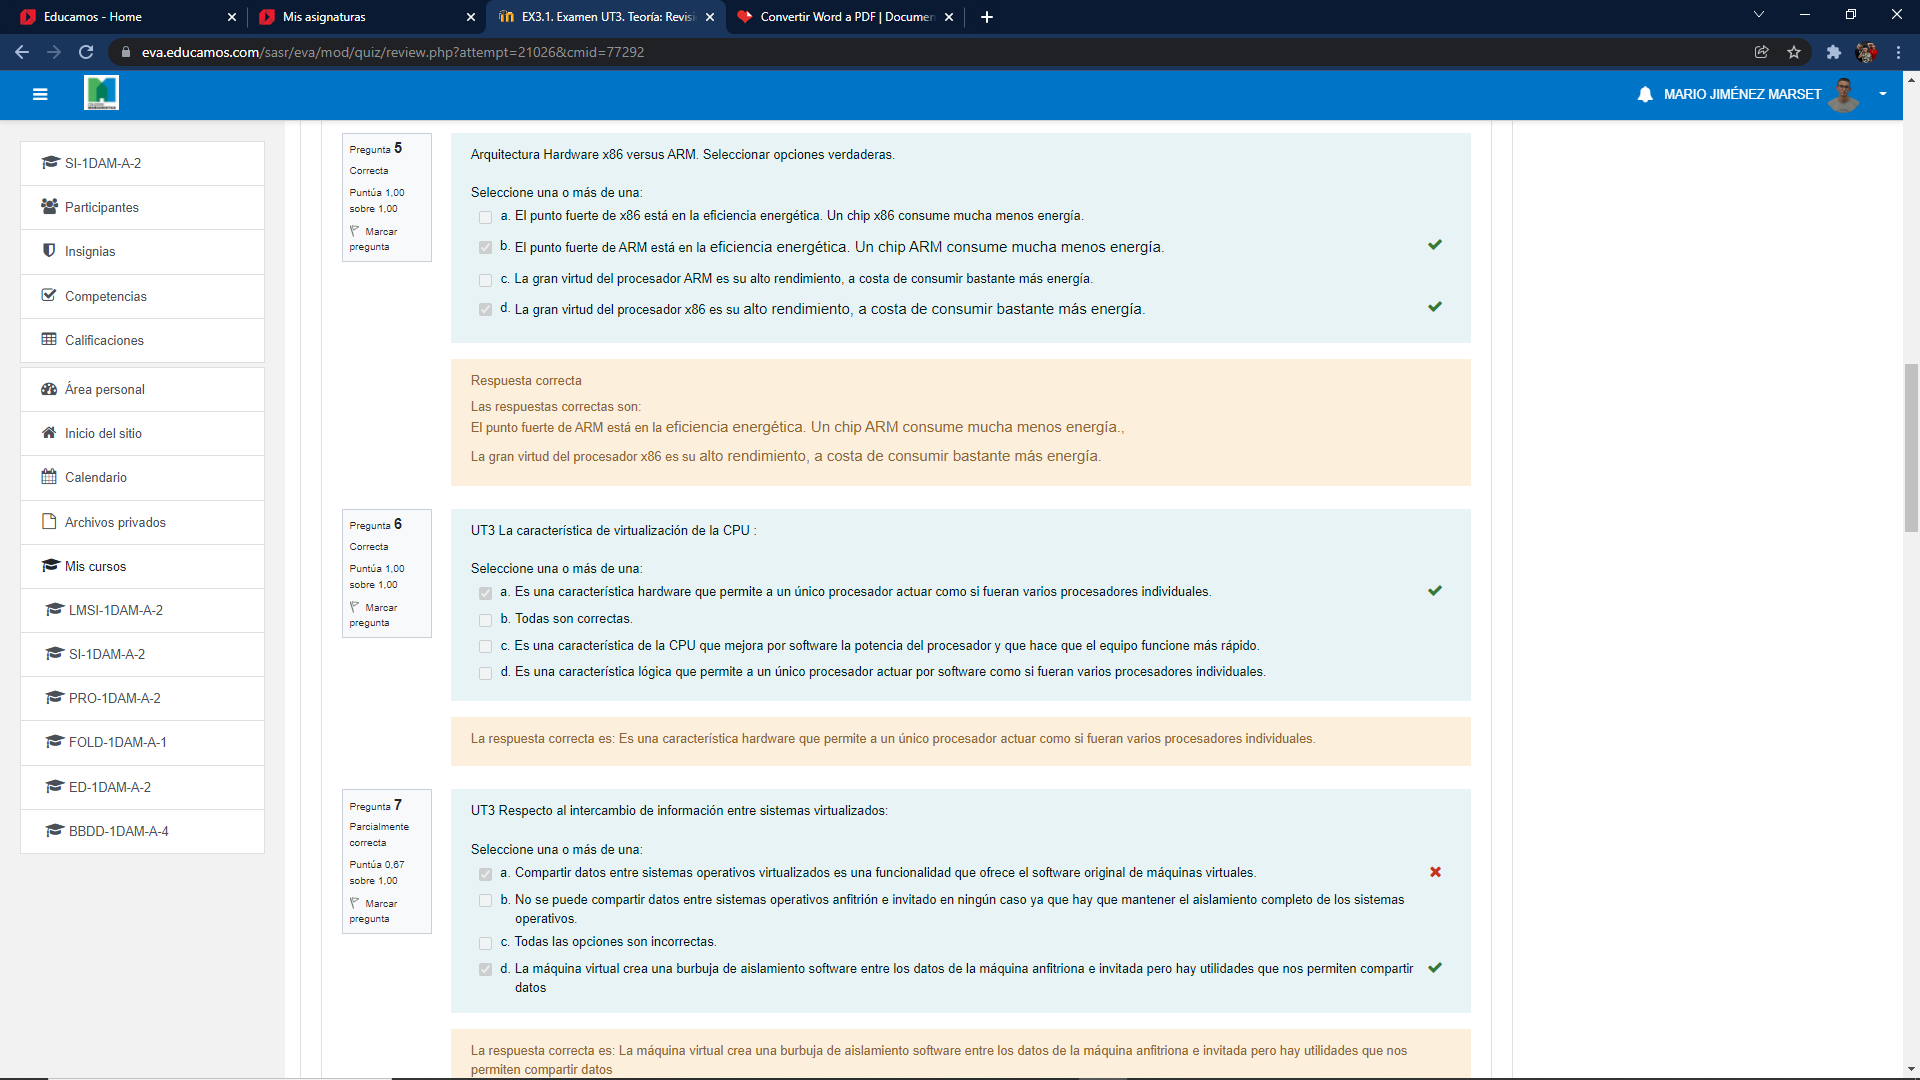 Educamos - Home
Mis asignaturas
EX3.1. Examen UT3. Teoría: Revisi
Convertir Word a PDF | Documen
eva.educamos.com/sasr/eva/mod/quiz/review.php?attempt=21026&cmid=77292
MARIO JIMÉNEZ MARSET
SI-1DAM-A-2
Participantes
Insignias
Competencias
Calificaciones
Área personal
Inicio del sitio
Calendario
Archivos privados
Mis cursos
LMSI-1DAM-A-2
SI-1DAM-A-2
PRO-1DAM-A-2
FOLD-1DAM-A-1
ED-1DAM-A-2
BBDD-1DAM-A-4
Pregunta 5
Correcta
Puntúa 1,00
sobre 1,00
Marcar
pregunta
Arquitectura Hardware x86 versus ARM. Seleccionar opciones verdaderas.
Seleccione una o más de una:
a. El punto fuerte de x86 está en la eficiencia energética. Un chip x86 consume mucha menos energía.
b. El punto fuerte de ARM está en la eficiencia energética. Un chip ARM consume mucha menos energía.
c. La gran virtud del procesador ARM es su alto rendimiento, a costa de consumir bastante más energía.
d. La gran virtud del procesador x86 es su alto rendimiento, a costa de consumir bastante más energía.
Respuesta correcta
Las respuestas correctas son:
El punto fuerte de ARM está en la eficiencia energética. Un chip ARM consume mucha menos energía.,
La gran virtud del procesador x86 es su alto rendimiento, a costa de consumir bastante más energía.
Pregunta 6
Correcta
Puntúa 1,00
sobre 1,00
Marcar
pregunta
UT3 La característica de virtualización de la CPU :
Seleccione una o más de una:
a. Es una característica hardware que permite a un único procesador actuar como si fueran varios procesadores individuales.
b. Todas son correctas.
c. Es una característica de la CPU que mejora por software la potencia del procesador y que hace que el equipo funcione más rápido.
d. Es una característica lógica que permite a un único procesador actuar por software como si fueran varios procesadores individuales.
La respuesta correcta es: Es una característica hardware que permite a un único procesador actuar como si fueran varios procesadores individuales.
Pregunta 7
Parcialmente
correcta
Puntúa 0,67
sobre 1,00
Marcar
pregunta
UT3 Respecto al intercambio de información entre sistemas virtualizados:
Seleccione una o más de una:
a. Compartir datos entre sistemas operativos virtualizados es una funcionalidad que ofrece el software original de máquinas virtuales.
b. No se puede compartir datos entre sistemas operativos anfitrión e invitado en ningún caso ya que hay que mantener el aislamiento completo de los sistemas
operativos.
c. Todas las opciones son incorrectas.
d. La máquina virtual crea una burbuja de aislamiento software entre los datos de la máquina anfitriona e invitada pero hay utilidades que nos permiten compartir
datos
La respuesta correcta es: La máquina virtual crea una burbuja de aislamiento software entre los datos de la máquina anfitriona e invitada pero hay utilidades que nos
permiten compartir datos